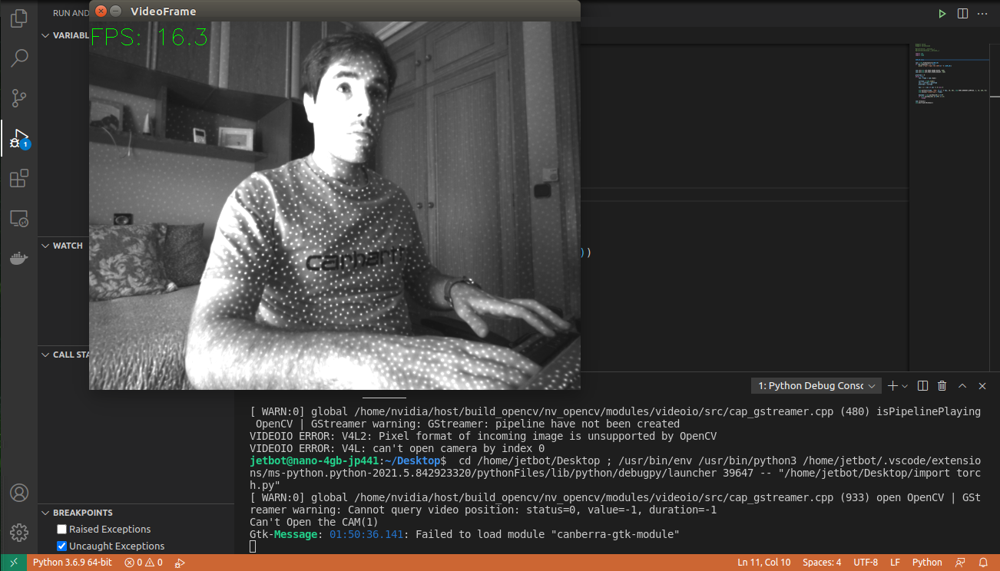 RUN AND
VideoFrame
VARIABL
FPS: 16.3
carhartt
1
WATCH
))
CALL STA
1: Python Debug Consc
[ WARN:0] global /home/nvidia/host/build_opencv/nv_opencv/modules/videoio/src/cap_gstreamer.cpp (480) isPipelinePlaying
OpenCV | GStreamer warning: GStreamer: pipeline have not been created
VIDEOIO ERROR: V4L2: Pixel format of incoming image is unsupported by OpenCV
VIDEOIO ERROR: V4L: can't open camera by index 0
jetbot@nano-4gb-jp441:~/Desktop$  cd /home/jetbot/Desktop ; /usr/bin/env /usr/bin/python3 /home/jetbot/.vscode/extensio
ns/ms-python.python-2021.5.842923320/pythonFiles/lib/python/debugpy/launcher 39647 -- "/home/jetbot/Desktop/import torc
h.py"
[ WARN:0] global /home/nvidia/host/build_opencv/nv_opencv/modules/videoio/src/cap_gstreamer.cpp (933) open OpenCV | GSt
reamer warning: Cannot query video position: status=0, value=-1, duration=-1
Can't Open the CAM(1)
Gtk-Message: 01:50:36.141: Failed to load module "canberra-gtk-module"
BREAKPOINTS
Raised Exceptions
Uncaught Exceptions
Python 3.6.9 64-bit
0
0
Ln 11, Col 10
Spaces: 4
UTF-8
LF
Python